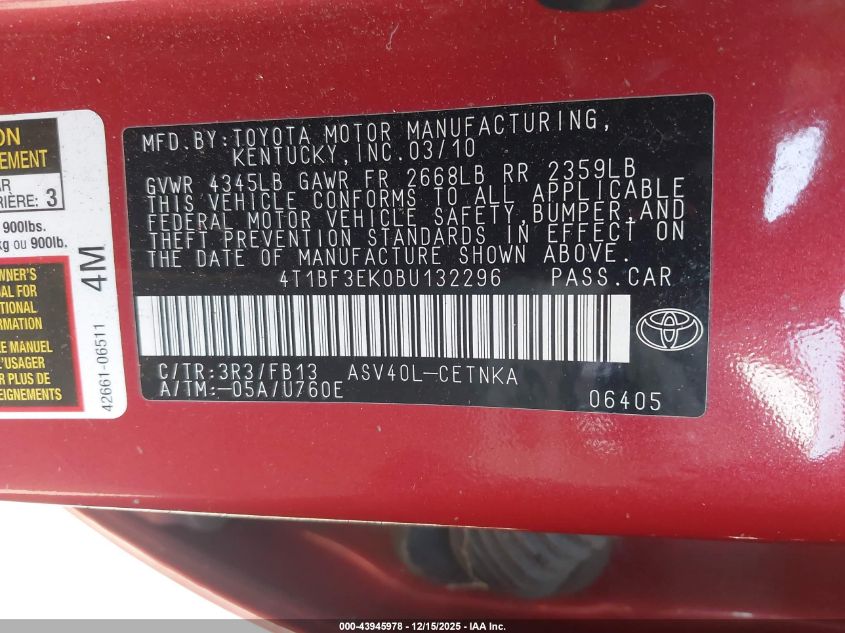 ON
EMENT
AR
RIÈRE: 3
900lbs.
kg ou 900lb.
4M
WNER'S
AL FOR
TIONAL
RMATION
LE MANUEL
L'USAGER
R PLUS DE
EIGNEMENTS
42661-06511
MFD.BY: TOYOTA MOTOR MANUFACTURING,
KENTUCKY, INC. 03/10
GVWR 4345LB GAWR FR 2668LB RR 2359LB
THIS VEHICLE CONFORMS TO ALL APPLICABLE
FEDERAL MOTOR VEHICLE SAFETY, BUMPER, AND
THEFT PREVENTION STANDARDS IN EFFECT ON
THE DATE OF MANUFACTURE SHOWN ABOVE.
4T1BF3EK0BU132296 PASS.CAR
C/TR:3R3/FB13 ASV40L-CETNKA
A/TM:-05A/U760E
06405
000-43945978 - 12/15/2025 - IAA Inc.